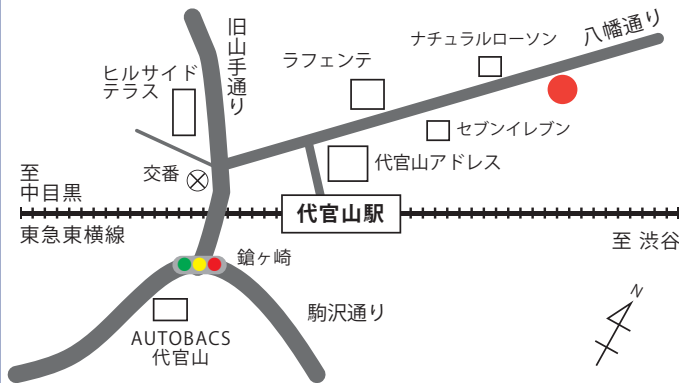 旧山手通り
八幡通り
ナチュラルローソン
ラフェンテ
ヒルサイド
テラス
セブンイレブン
代官山アドレス
交番
至
中目黒
代官山駅
東急東横線
至 渋谷
鎗ヶ崎
駒沢通り
AUTOBACS
代官山
N